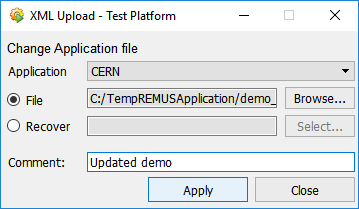 XML Upload - Test Platform
Change Application file
Application CERN
File C:/TempREMUSApplication/demo_ Browse...
Recover Select...
Comment: Updated demo
Apply Close